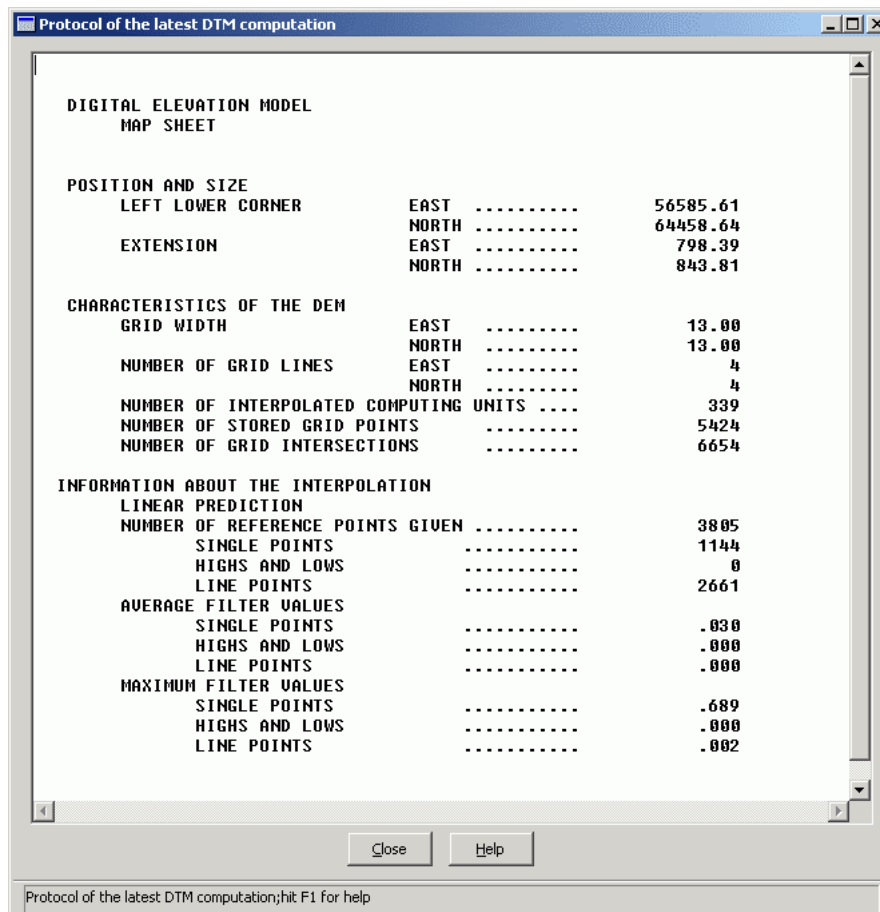 Protocol of the latest DTM computation
DIGITAL ELEVATION MODEL
MAP SHEET
POSITION AND SIZE
LEFT LOWER CORNER EAST .......... 56585.61
NORTH .......... 64458.64
EXTENSION EAST .......... 798.39
NORTH .......... 843.81
CHARACTERISTICS OF THE DEM
GRID WIDTH EAST ......... 13.00
NORTH ......... 13.00
NUMBER OF GRID LINES EAST ......... 4
NORTH ......... 4
NUMBER OF INTERPOLATED COMPUTING UNITS .... 339
NUMBER OF STORED GRID POINTS ......... 5424
NUMBER OF GRID INTERSECTIONS ......... 6654
INFORMATION ABOUT THE INTERPOLATION
LINEAR PREDICTION
NUMBER OF REFERENCE POINTS GIVEN .......... 3805
SINGLE POINTS ........... 1144
HIGHS AND LOWS ........... 0
LINE POINTS ........... 2661
AVERAGE FILTER VALUES
SINGLE POINTS ........... .030
HIGHS AND LOWS ........... .000
LINE POINTS ........... .000
MAXIMUM FILTER VALUES
SINGLE POINTS ........... .689
HIGHS AND LOWS ........... .000
LINE POINTS ........... .002
Close Help
Protocol of the latest DTM computation;hit F1 for help